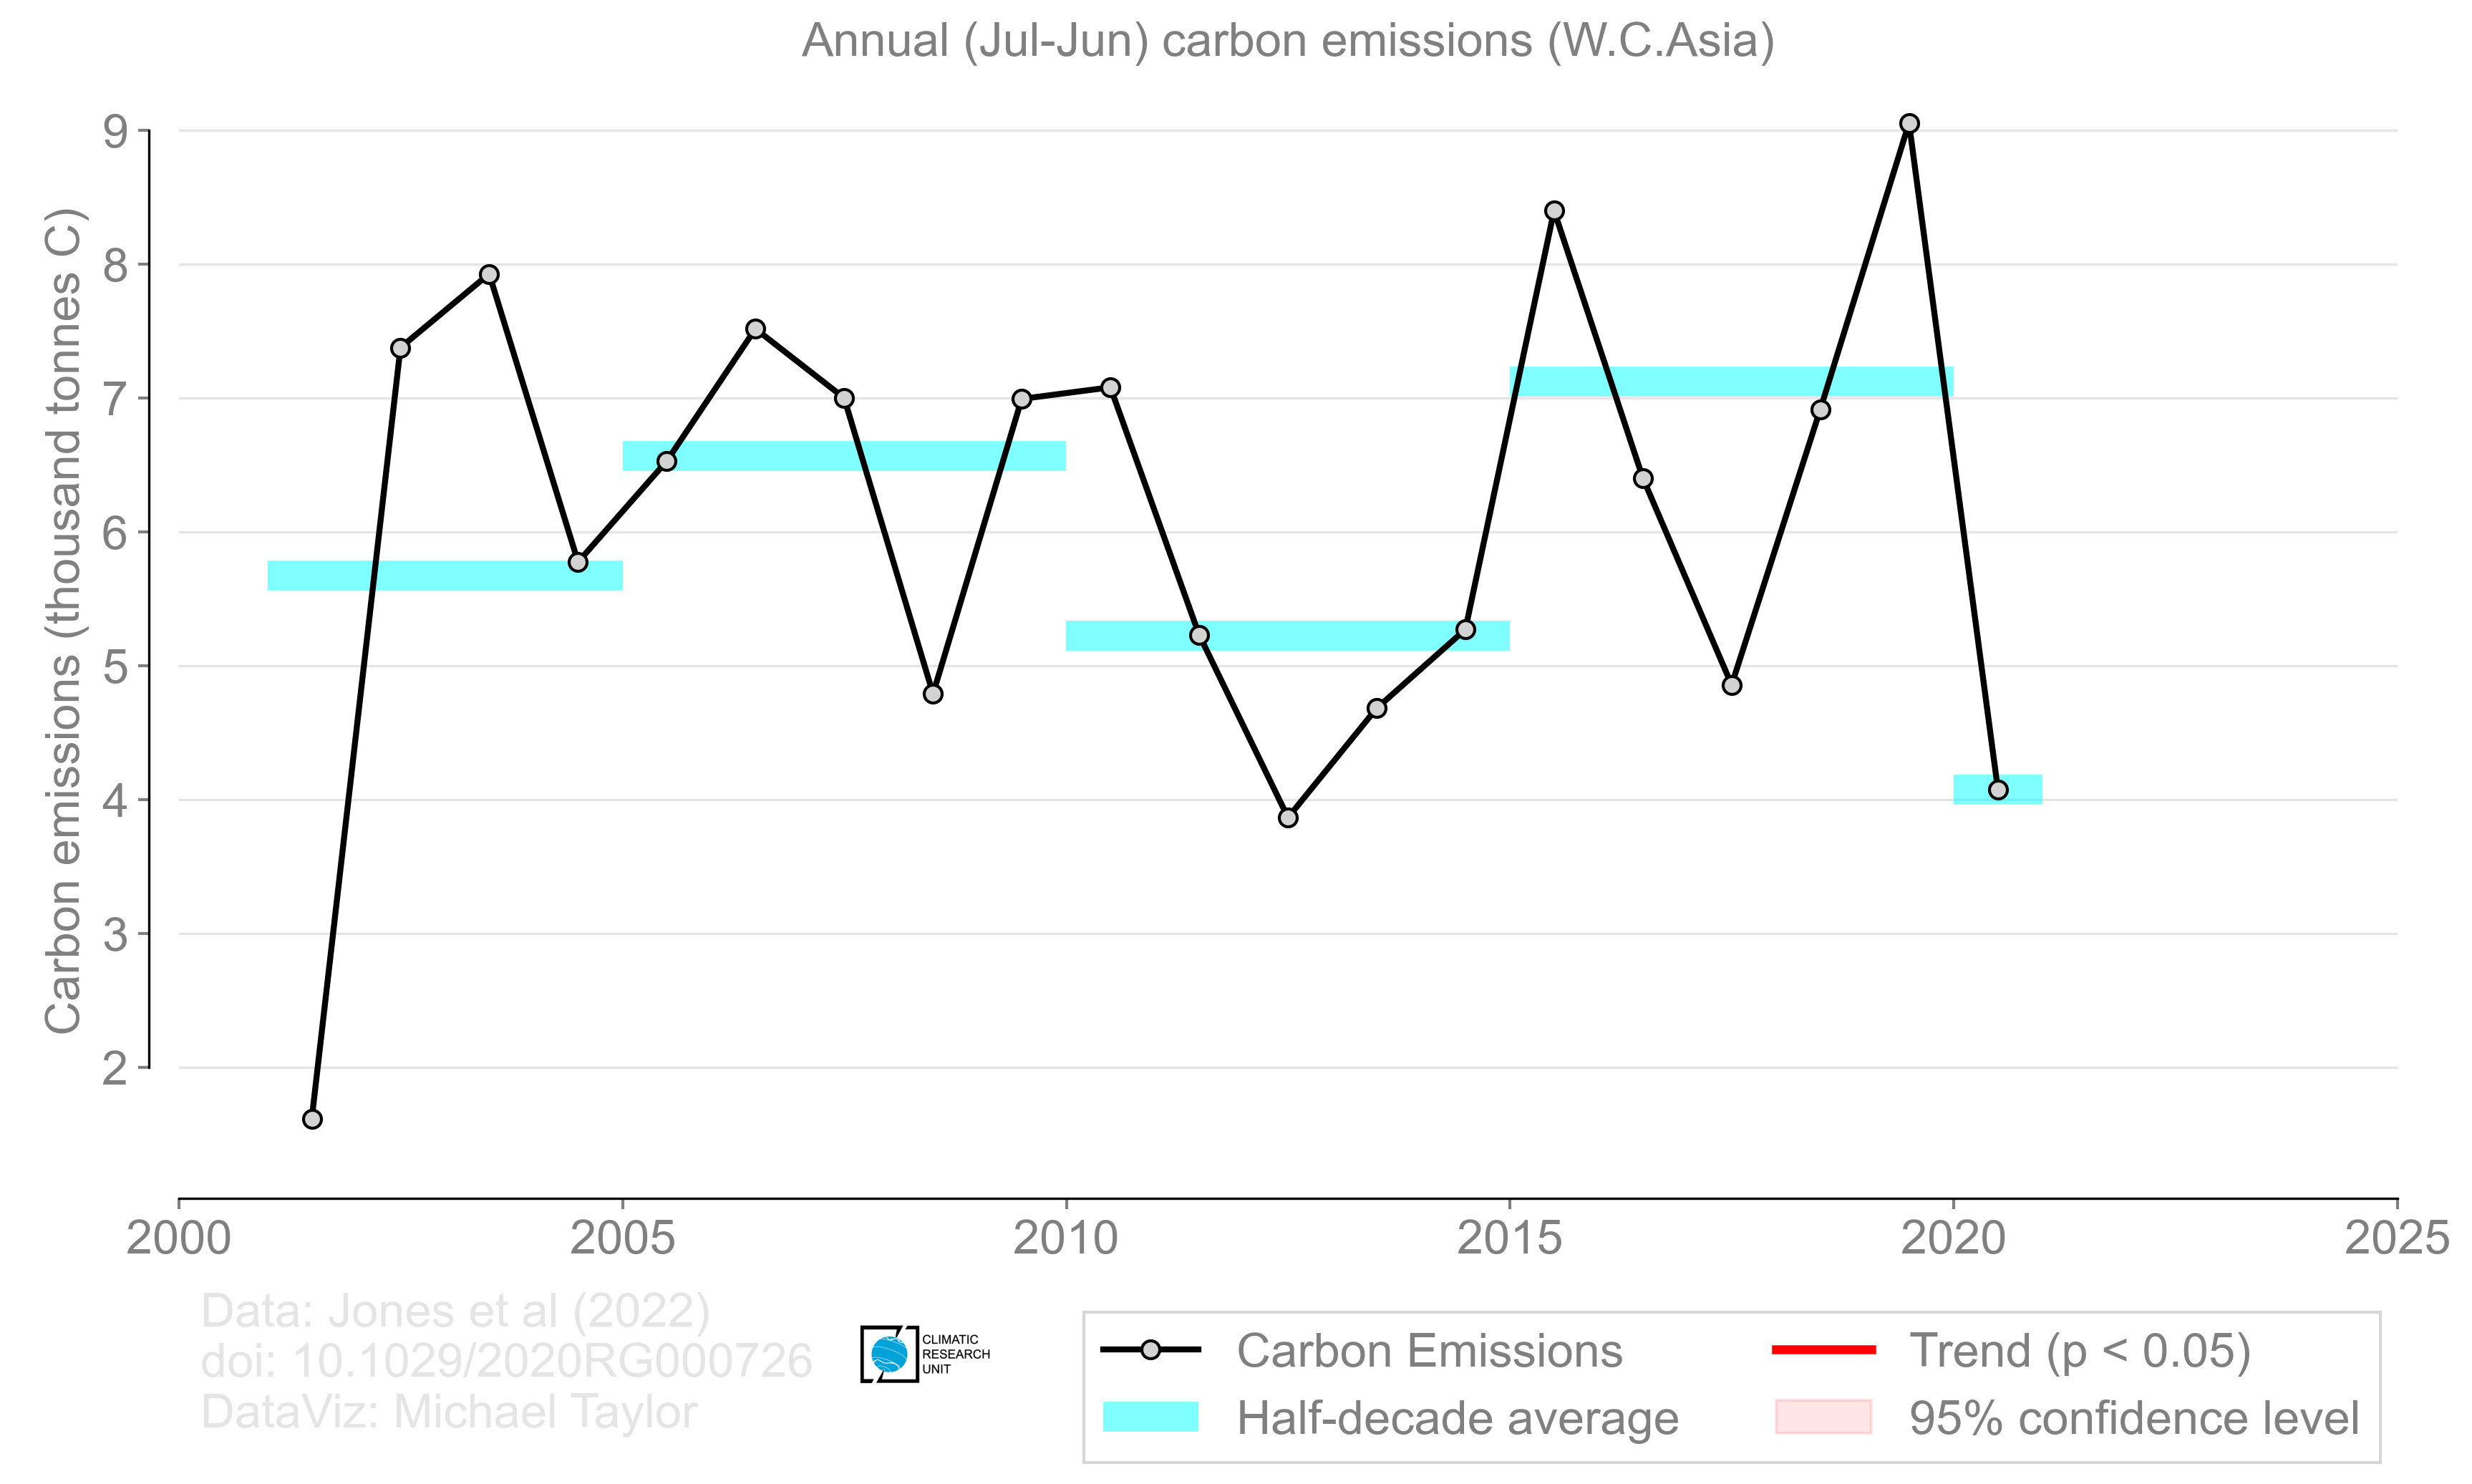 Annual (Jul-Jun) carbon emissions (W.C.Asia)
Carbon emissions (thousand tonnes C)
9
8
7
6
5
4
3
2
2000 2005 2010 2015 2020 2025
Data: Jones et al (2022)
doi: 10.1029/2020RG000726
DataViz: Michael Taylor
CLIMATIC
RESEARCH
UNIT
Carbon Emissions
Half-decade average
Trend (p < 0.05)
95% confidence level